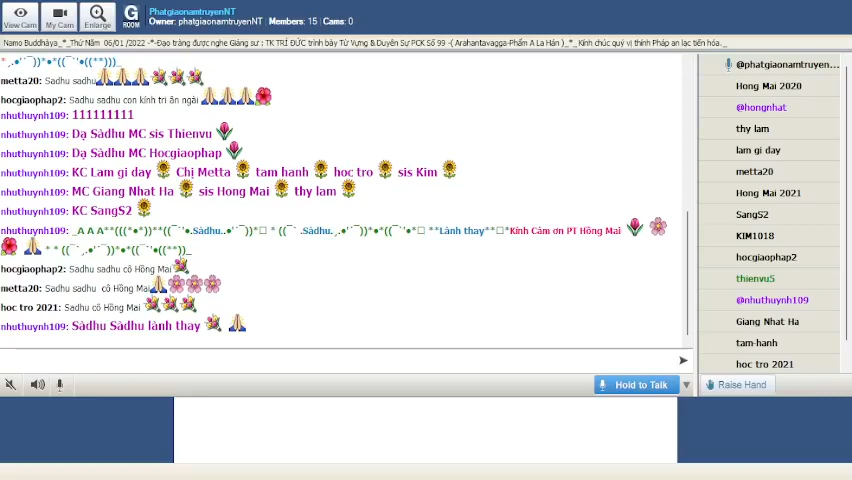 PhatgiaonamtruyenNT
Owner: phatgiaonamtruyenNT | Members: 15 | Cams: 0
View Cam
My Cam
Enlarge
G
ROOM
Namo Buddhàya_*_Thứ Năm 06/01/2022 -*-Đạo tràng được nghe Giảng sư : TK TRÍ ĐỨC trình bày Từ Vựng & Duyên Sự PCK Số 99 -( Arahantavagga-Phẩm A La Hán )_*_ Kính chúc quý vị thính Pháp an lạc tiến hóa._
metta20: Sadhu sadhu
hocgiaophap2: Sadhu sadhu con kính tri ân ngài
nhuthuynh109: 1111111111
nhuthuynh109: Dạ Sàdhu MC sis Thienvu
nhuthuynh109: Dạ Sàdhu MC Hocgiaophap
nhuthuynh109: KC Lam gi day Chị Metta tam hanh hoc tro sis Kim
nhuthuynh109: MC Giang Nhat Ha sis Hong Mai thy lam
nhuthuynh109: KC SangS2
nhuthuynh109: _A A A**(((*•*))**((¯`'•.Sàdhu..•'´¯))*□ * ((¯` .Sàdhu. ,•'´¯))*•*((¯`'•*□ **Lành thay**□*Kính Cảm ơn PT Hồng Mai
* * ((¯` ,•'´¯))*•*((¯`'•((**))_
hocgiaophap2: Sadhu sadhu cô Hồng Mai
metta20: Sadhu sadhu cô Hồng Mai
hoc tro 2021: Sadhu cô Hồng Mai
nhuthuynh109: Sàdhu Sàdhu lành thay
Hold to Talk
@phatgiaonamtruyen...
Hong Mai 2020
@hongnhat
thy lam
lam gi day
metta20
Hong Mai 2021
SangS2
KIM1018
hocgiaophap2
thienvu5
@nhuthuynh109
Giang Nhat Ha
tam-hanh
hoc tro 2021
Raise Hand